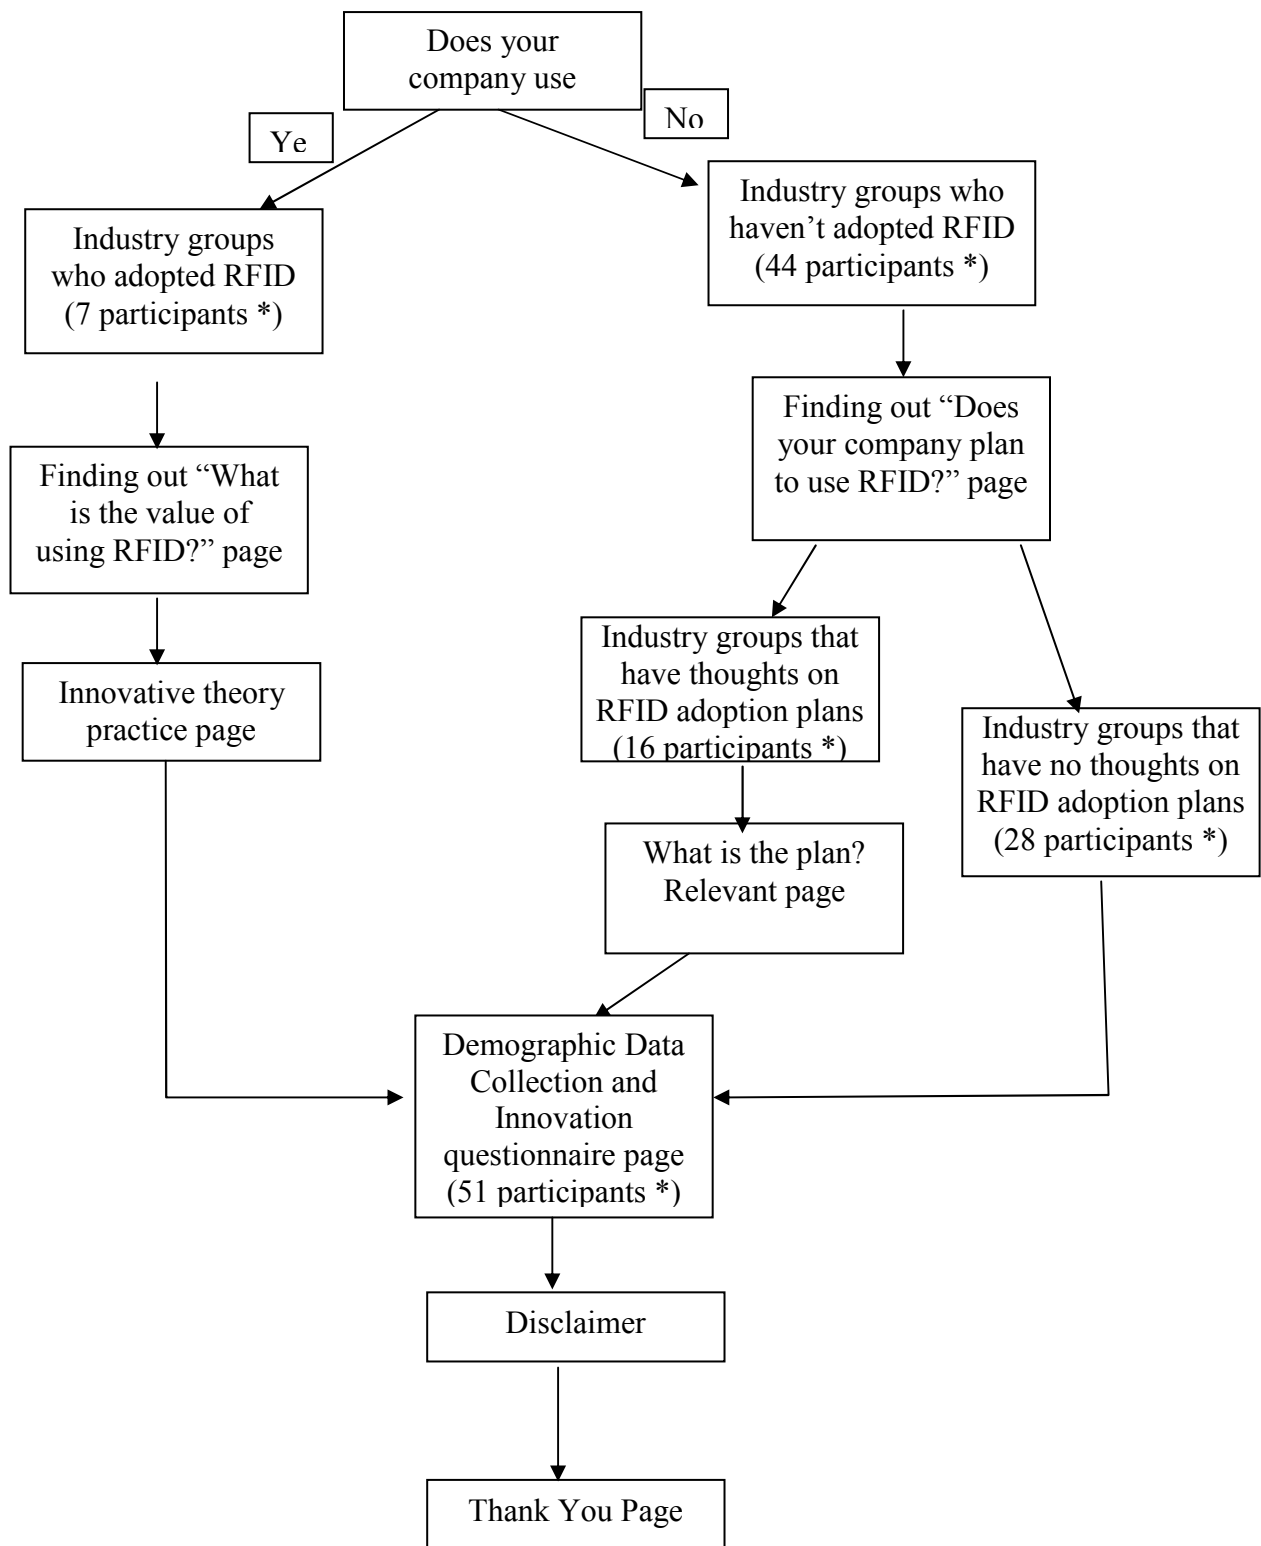 Does your
company use
Ye
No
Industry groups
who adopted RFID
(7 participants *)
Industry groups who
haven’t adopted RFID
(44 participants *)
Finding out “What
is the value of
using RFID?” page
Finding out “Does
your company plan
to use RFID?” page
Innovative theory
practice page
Industry groups that
have thoughts on
RFID adoption plans
(16 participants *)
Industry groups that
have no thoughts on
RFID adoption plans
(28 participants *)
What is the plan?
Relevant page
Demographic Data
Collection and
Innovation
questionnaire page
(51 participants *)
Disclaimer
Thank You Page